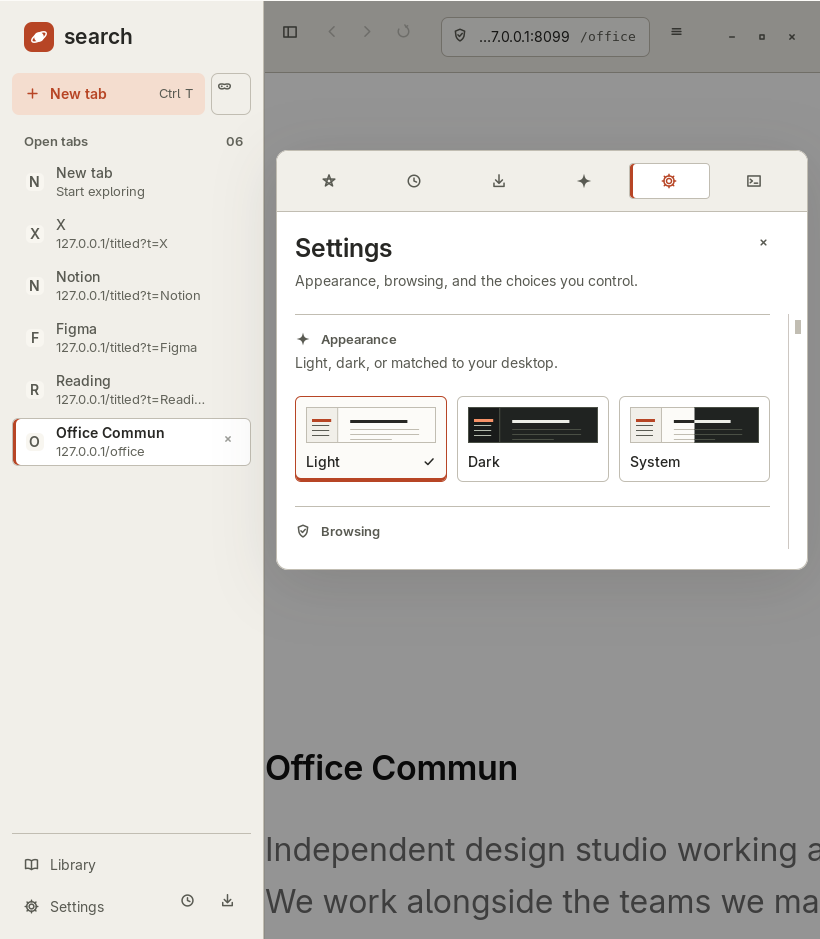 search
New tab
Ctrl T
Open tabs
06
N
New tab
Start exploring
X
X
127.0.0.1/titled?t=X
N
Notion
127.0.0.1/titled?t=Notion
F
Figma
127.0.0.1/titled?t=Figma
R
Reading
127.0.0.1/titled?t=Readi...
O
Office Commun
127.0.0.1/office
Library
Settings
...7.0.0.1:8099 /office
Settings
Appearance, browsing, and the choices you control.
Appearance
Light, dark, or matched to your desktop.
Light
Dark
System
Browsing
Office Commun
Independent design studio working a
We work alongside the teams we ma